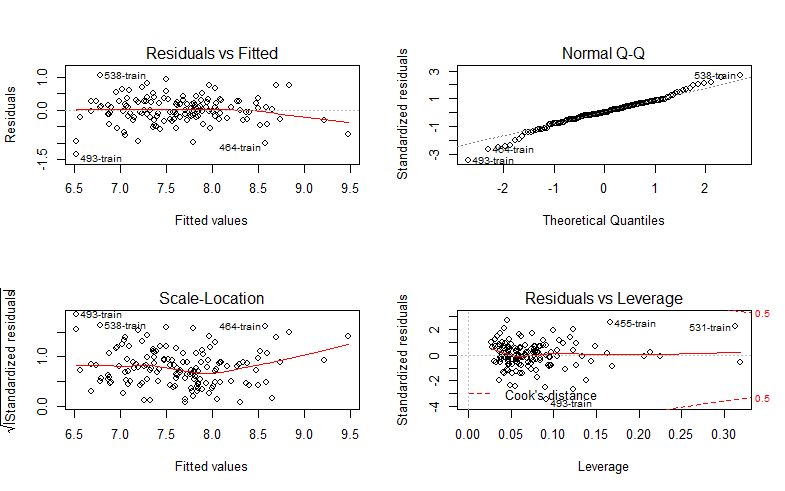 Residuals vs Fitted
Residuals
1.0
0.0
-1.5
538-train
493-train
464-train
6.5 7.0 7.5 8.0 8.5 9.0 9.5
Fitted values
Normal Q-Q
Standardized residuals
3
1
-1
-3
538-train
464-train
493-train
-2 -1 0 1 2
Theoretical Quantiles
Scale-Location
√|Standardized residuals|
1.0
0.0
493-train
538-train
464-train
6.5 7.0 7.5 8.0 8.5 9.0 9.5
Fitted values
Residuals vs Leverage
Standardized residuals
2
0
-2
-4
455-train
531-train
493-train
Cook's distance
0.5
0.5
0.00 0.05 0.10 0.15 0.20 0.25 0.30
Leverage